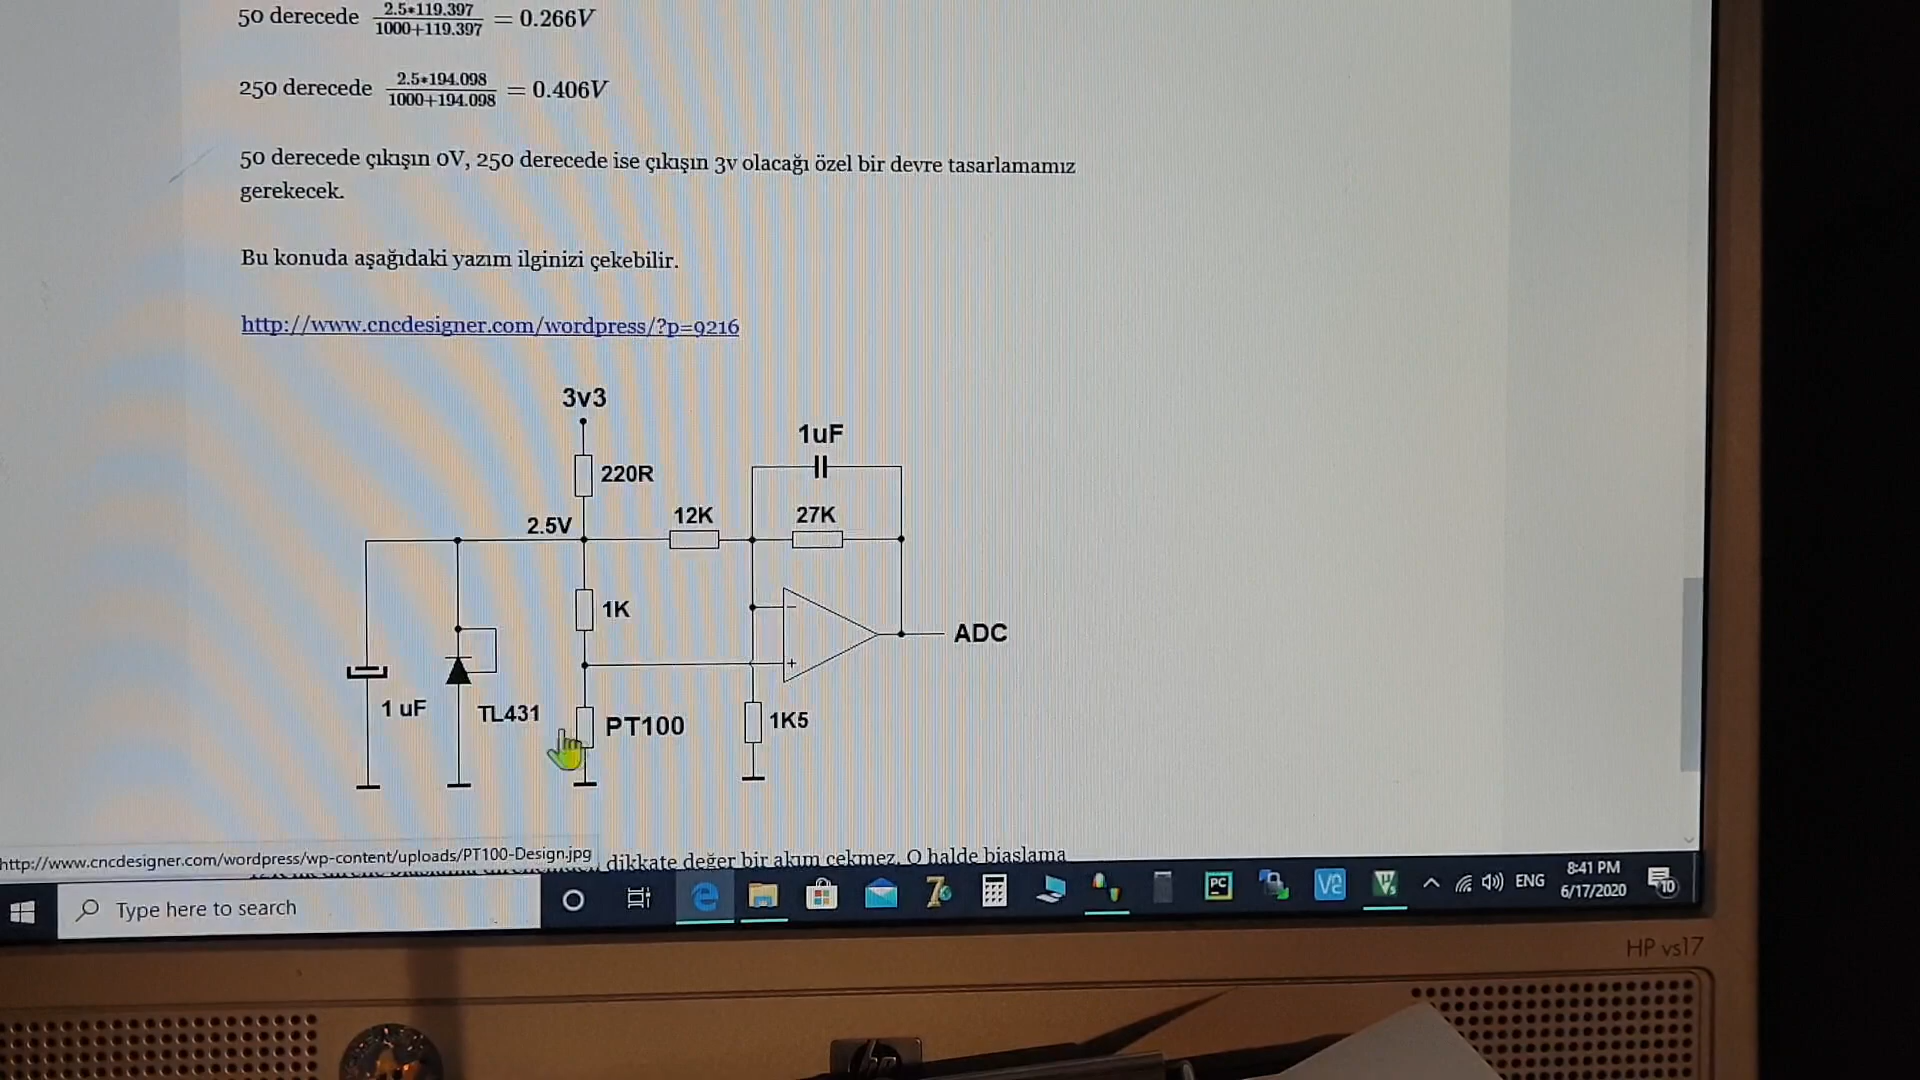 50 derecede 2.5*119.397 / 1000+119.397 = 0.266V
250 derecede 2.5*194.098 / 1000+194.098 = 0.406V
50 derecede çıkışın 0V, 250 derecede ise çıkışın 3v olacağı özel bir devre tasarlamamız
gerekecek.
Bu konuda aşağıdaki yazım ilginizi çekebilir.
http://www.cncdesigner.com/wordpress/?p=9216
3v3
1uF
220R
2.5V
12K
27K
1K
-
+
ADC
1 uF
TL431
PT100
1K5
http://www.cncdesigner.com/wordpress/wp-content/uploads/PT100-Design.jpg
dikkate değer bir akım çekmez. O halde biaslama
Type here to search
PC
V2
ENG
8:41 PM
6/17/2020
10
HP vs17
hp